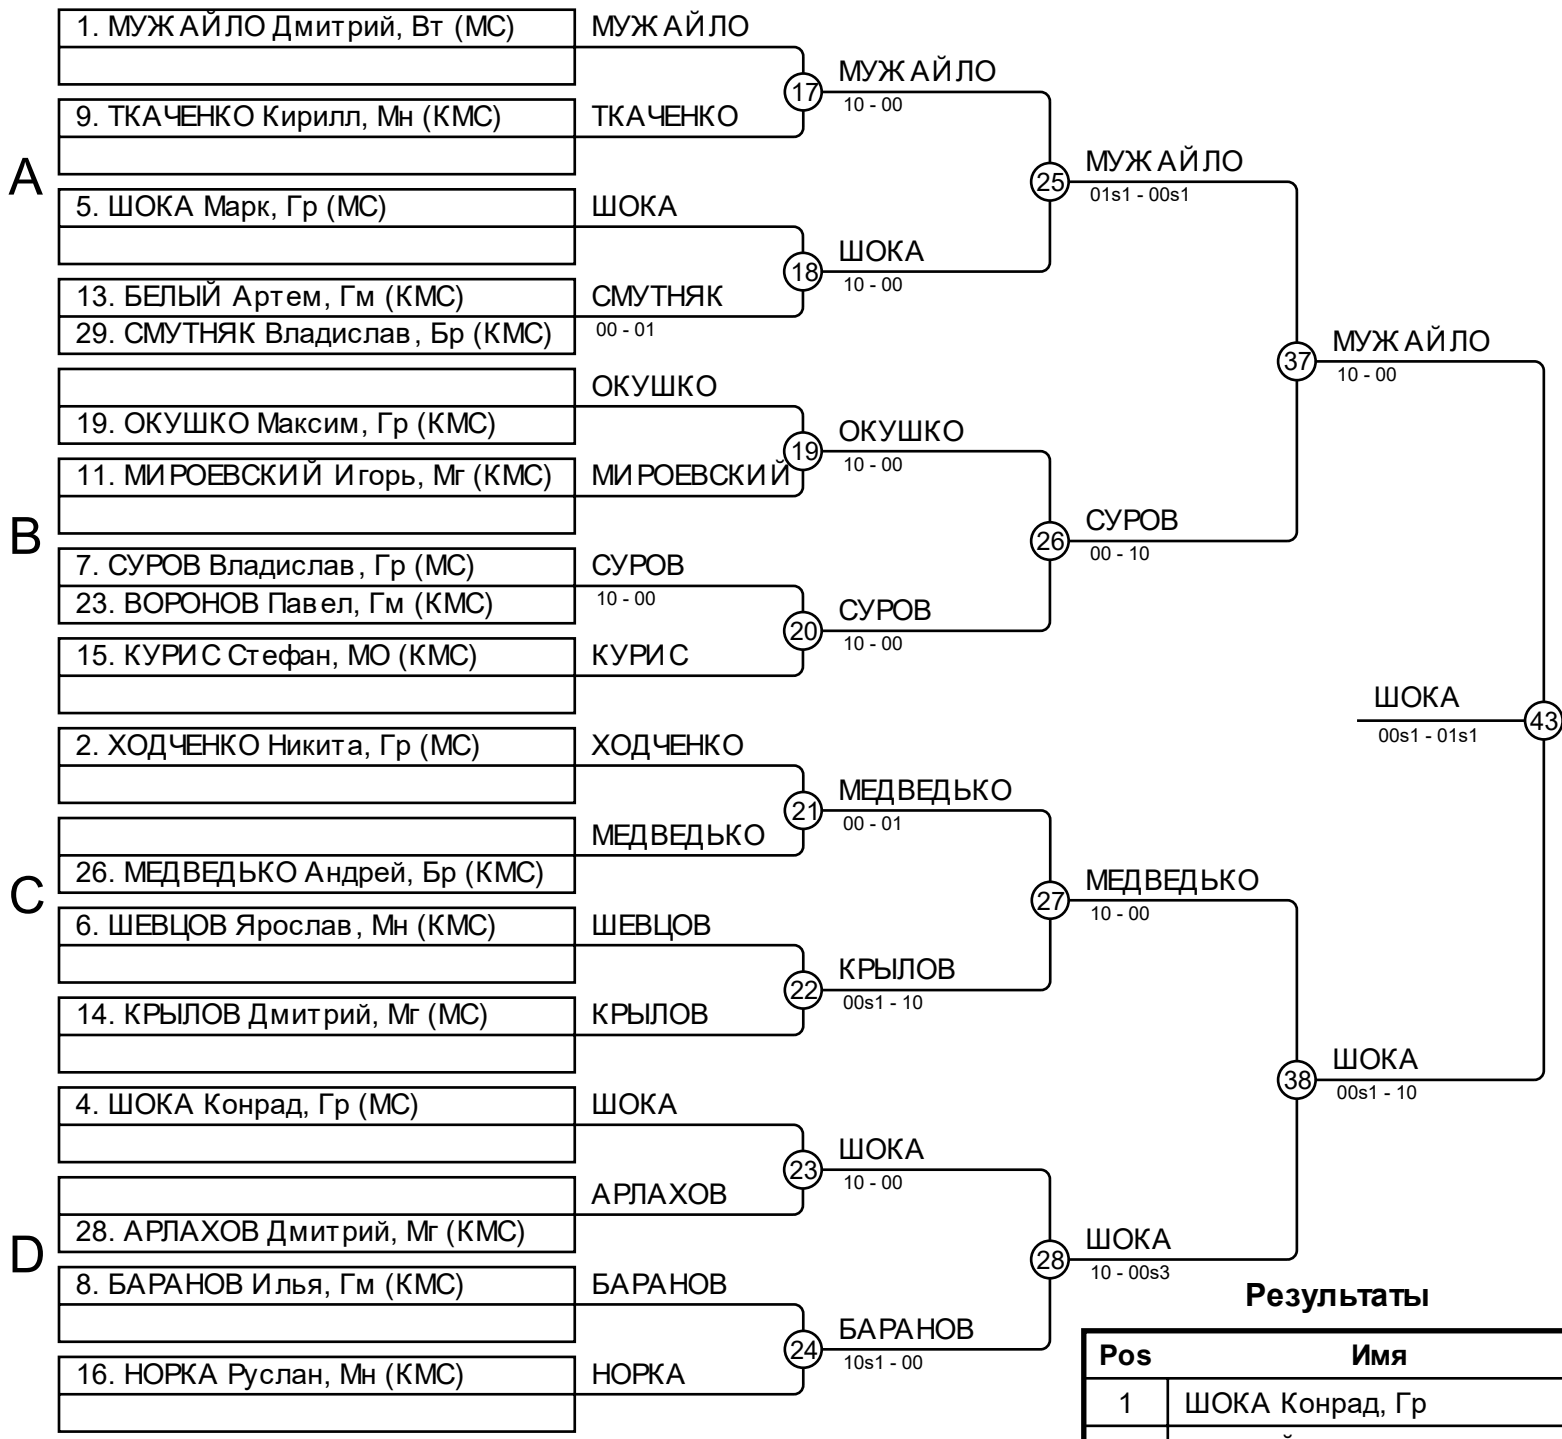 A
1. МУЖАЙЛО Дмитрий, Вт (МС)
9. ТКАЧЕНКО Кирилл, Мн (КМС)
5. ШОКА Марк, Гр (МС)
13. БЕЛЫЙ Артем, Гм (КМС)
29. СМУТНЯК Владислав, Бр (КМС)
B
19. ОКУШКО Максим, Гр (КМС)
11. МИРОЕВСКИЙ Игорь, Мг (КМС)
7. СУРОВ Владислав, Гр (МС)
23. ВОРОНОВ Павел, Гм (КМС)
15. КУРИС Стефан, МО (КМС)
C
2. ХОДЧЕНКО Никита, Гр (МС)
26. МЕДВЕДЬКО Андрей, Бр (КМС)
6. ШЕВЦОВ Ярослав, Мн (КМС)
14. КРЫЛОВ Дмитрий, Мг (МС)
D
4. ШОКА Конрад, Гр (МС)
28. АРЛАХОВ Дмитрий, Мг (КМС)
8. БАРАНОВ Илья, Гм (КМС)
16. НОРКА Руслан, Мн (КМС)
МУЖАЙЛО
ТКАЧЕНКО
ШОКА
СМУТНЯК
00 - 01
ОКУШКО
МИРОЕВСКИЙ
СУРОВ
10 - 00
КУРИС
ХОДЧЕНКО
МЕДВЕДЬКО
ШЕВЦОВ
КРЫЛОВ
ШОКА
АРЛАХОВ
БАРАНОВ
НОРКА
17
МУЖАЙЛО
10 - 00
18
ШОКА
10 - 00
19
ОКУШКО
10 - 00
20
СУРОВ
10 - 00
21
МЕДВЕДЬКО
00 - 01
22
КРЫЛОВ
00s1 - 10
23
ШОКА
10 - 00
24
БАРАНОВ
10s1 - 00
25
МУЖАЙЛО
01s1 - 00s1
26
СУРОВ
00 - 10
27
МЕДВЕДЬКО
10 - 00
28
ШОКА
10 - 00s3
37
МУЖАЙЛО
10 - 00
38
ШОКА
00s1 - 10
ШОКА
00s1 - 01s1
43
Результаты
Pos Имя
1 ШОКА Конрад, Гр